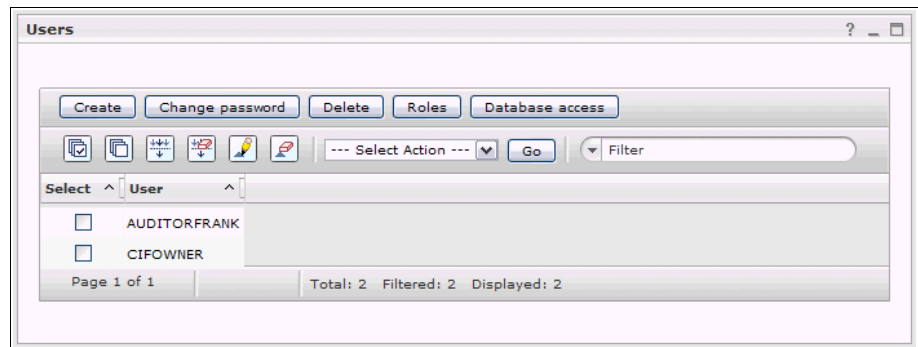 Users ?
Create Change password Delete Roles Database access
--- Select Action --- Go Filter
Select ^ User ^
AUDITORFRANK
CIFOWNER
Page 1 of 1 Total: 2 Filtered: 2 Displayed: 2